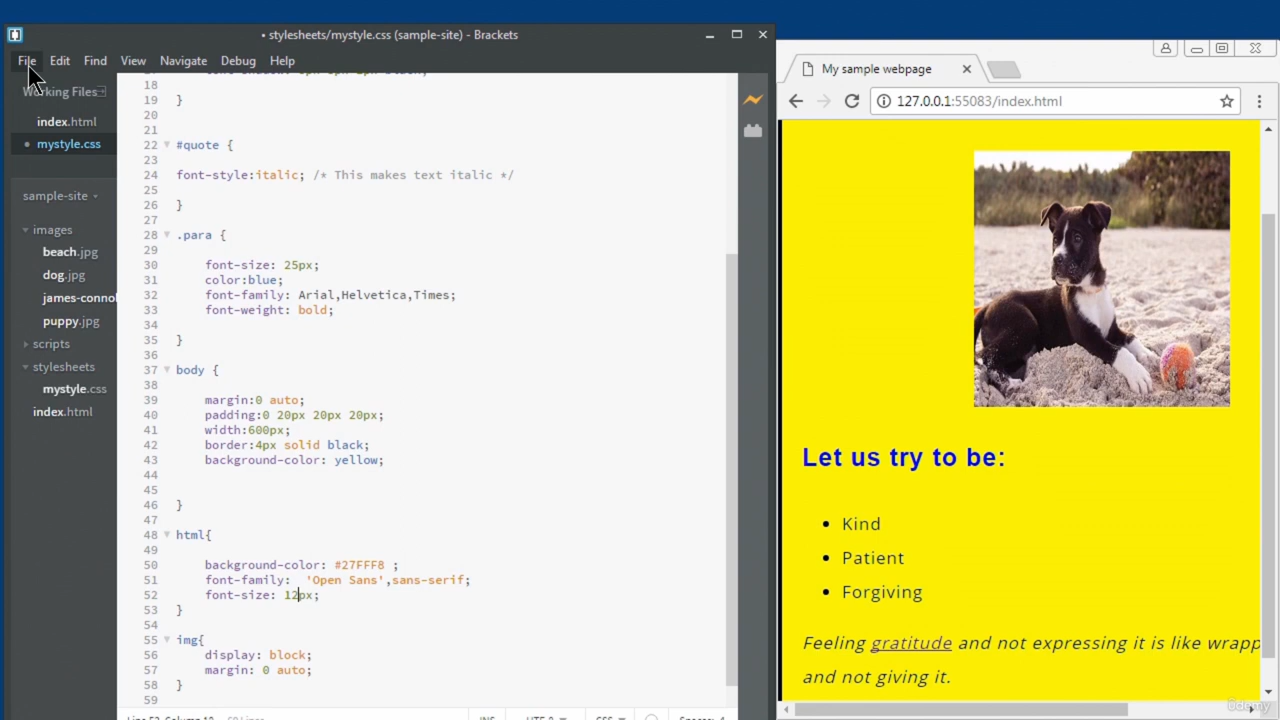 • stylesheets/mystyle.css (sample-site) - Brackets
File Edit Find View Navigate Debug Help
Working Files
index.html
• mystyle.css
sample-site
images
beach.jpg
dog.jpg
james-connol
puppy.jpg
scripts
stylesheets
mystyle.css
index.html
18
19 }
20
21
22 #quote {
23
24 font-style:italic; /* This makes text italic */
25
26 }
27
28 .para {
29
30 font-size: 25px;
31 color:blue;
32 font-family: Arial,Helvetica,Times;
33 font-weight: bold;
34
35 }
36
37 body {
38
39 margin:0 auto;
40 padding:0 20px 20px 20px;
41 width:600px;
42 border:4px solid black;
43 background-color: yellow;
44
45
46 }
47
48 html{
49
50 background-color: #27FFF8 ;
51 font-family: 'Open Sans',sans-serif;
52 font-size: 12px;
53 }
54
55 img{
56 display: block;
57 margin: 0 auto;
58 }
59
My sample webpage
127.0.0.1:55083/index.html
Let us try to be:
• Kind
• Patient
• Forgiving
Feeling gratitude and not expressing it is like wrapp
and not giving it.
ûdemy